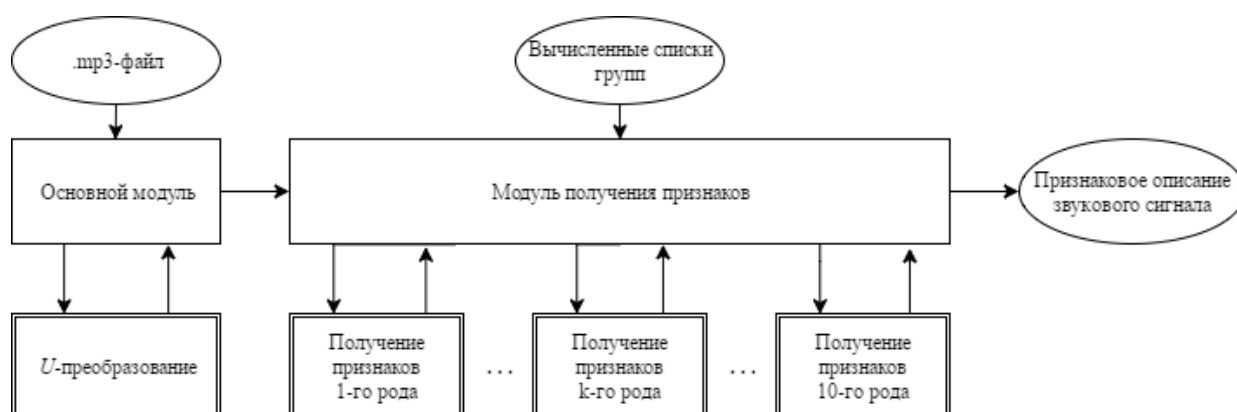 .mp3-файл
Вычисленные списки
групп
Основной модуль
Модуль получения признаков
Признаковое описание
звукового сигнала
U-преобразование
Получение
признаков
1-го рода
...
Получение
признаков
k-го рода
...
Получение
признаков
10-го рода